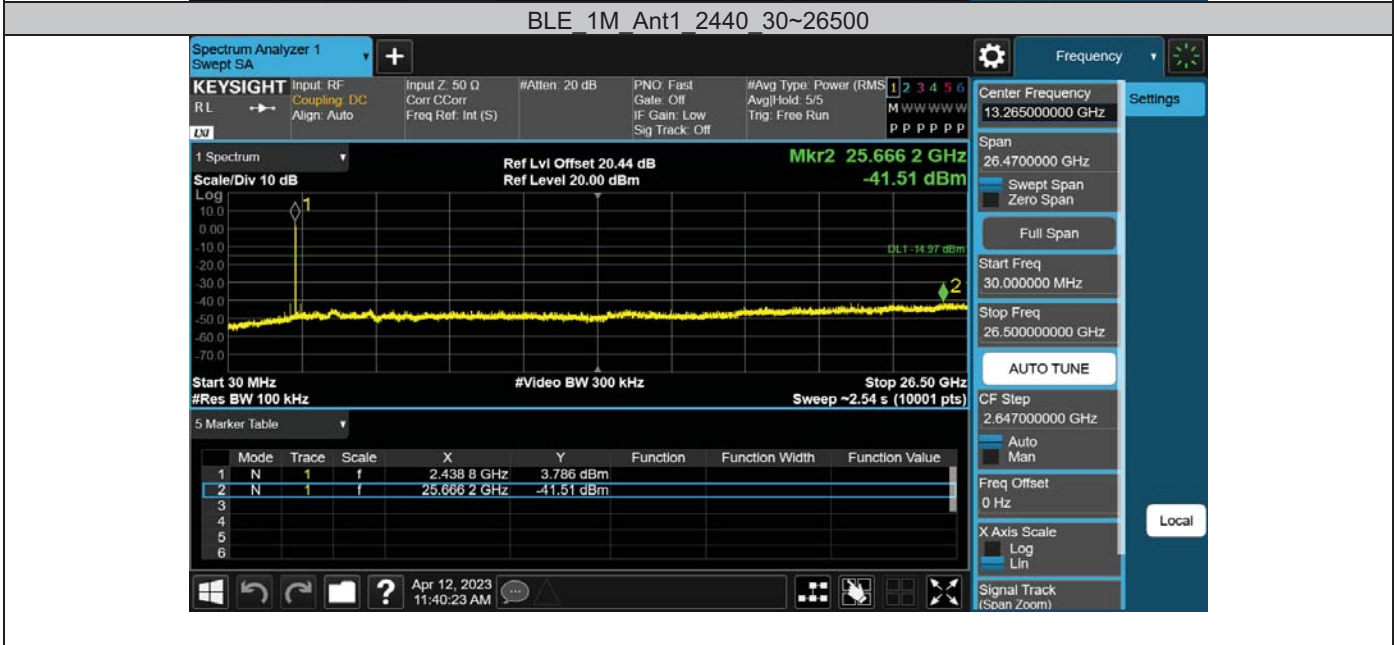 BLE_1M_Ant1_2440_30~26500
Spectrum Analyzer 1
Swept SA
+
Frequency
KEYSIGHT
RL
LXI
Input: RF
Coupling: DC
Align: Auto
Input Z: 50 Ω
Corr CCorr
Freq Ref: Int (S)
#Atten: 20 dB
PNO: Fast
Gate: Off
IF Gain: Low
Sig Track: Off
#Avg Type: Power (RMS
Avg|Hold: 5/5
Trig: Free Run
1 2 3 4 5 6
M W W W W W
P P P P P P
1 Spectrum
Scale/Div 10 dB
Log
Ref Lvl Offset 20.44 dB
Ref Level 20.00 dBm
Mkr2 25.666 2 GHz
-41.51 dBm
10.0
0.00
-10.0
-20.0
-30.0
-40.0
-50.0
-60.0
-70.0
1
DL1 -14.97 dBm
2
Start 30 MHz
#Res BW 100 kHz
#Video BW 300 kHz
Stop 26.50 GHz
Sweep ~2.54 s (10001 pts)
5 Marker Table
Mode Trace Scale X Y Function Function Width Function Value
1 N 1 f 2.438 8 GHz 3.786 dBm
2 N 1 f 25.666 2 GHz -41.51 dBm
3
4
5
6
Apr 12, 2023
11:40:23 AM
?
Center Frequency
13.265000000 GHz
Settings
Span
26.4700000 GHz
Swept Span
Zero Span
Full Span
Start Freq
30.000000 MHz
Stop Freq
26.500000000 GHz
AUTO TUNE
CF Step
2.647000000 GHz
Auto
Man
Freq Offset
0 Hz
X Axis Scale
Log
Lin
Local
Signal Track
(Span Zoom)